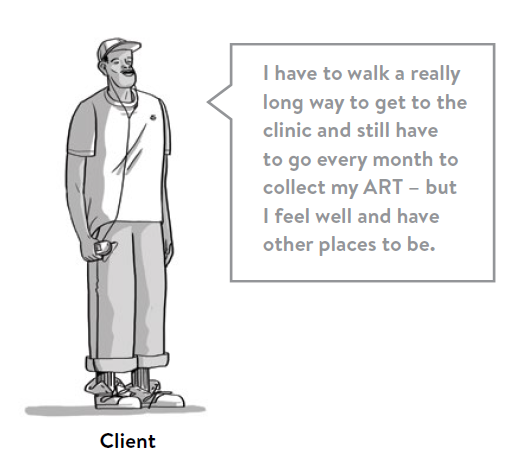 I have to walk a really
long way to get to the
clinic and still have
to go every month to
collect my ART – but
I feel well and have
other places to be.
Client